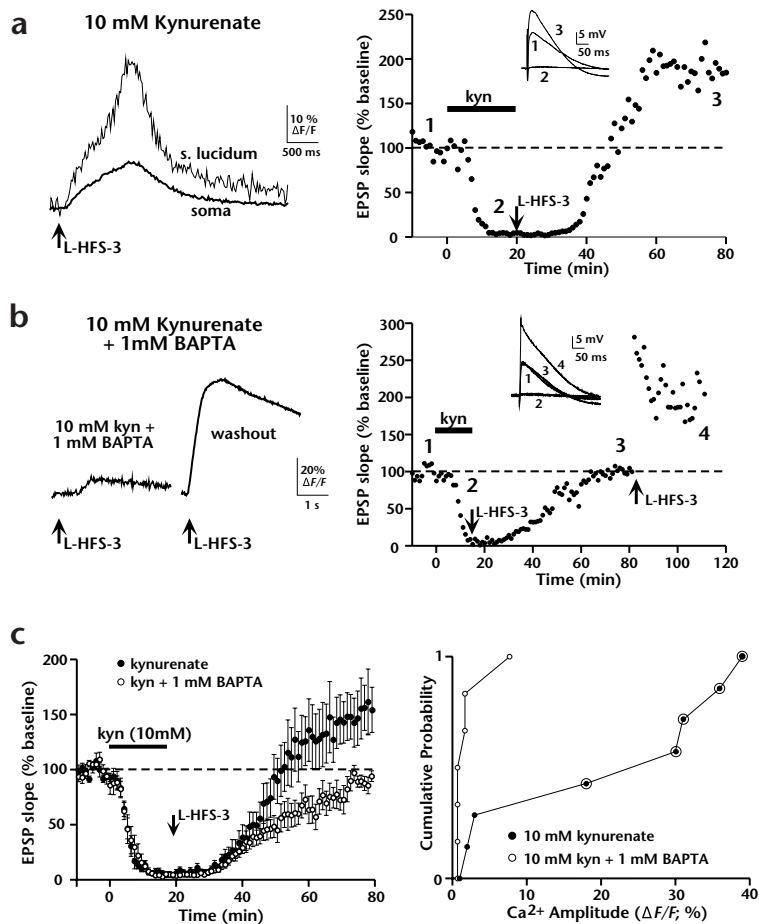 a
10 mM Kynurenate
s. lucidum
soma
10 %
ΔF/F
500 ms
L-HFS-3
EPSP slope (% baseline)
250
200
150
100
50
0
1
kyn
2
L-HFS-3
3
3
1
2
5 mV
50 ms
0 20 40 60 80
Time (min)
b
10 mM Kynurenate
+ 1mM BAPTA
10 mM kyn +
1 mM BAPTA
washout
20%
ΔF/F
1 s
L-HFS-3
L-HFS-3
EPSP slope (% baseline)
300
250
200
150
100
50
0
kyn
1
2
L-HFS-3
3
L-HFS-3
4
5 mV
50 ms
1
3
4
2
0 20 40 60 80 100 120
Time (min)
c
EPSP slope (% baseline)
200
150
100
50
0
kynurenate
kyn + 1 mM BAPTA
kyn (10mM)
L-HFS-3
0 20 40 60 80
Time (min)
Cumulative Probability
1
0
10 mM kynurenate
10 mM kyn + 1 mM BAPTA
0 10 20 30 40
Ca2+ Amplitude (ΔF/F; %)